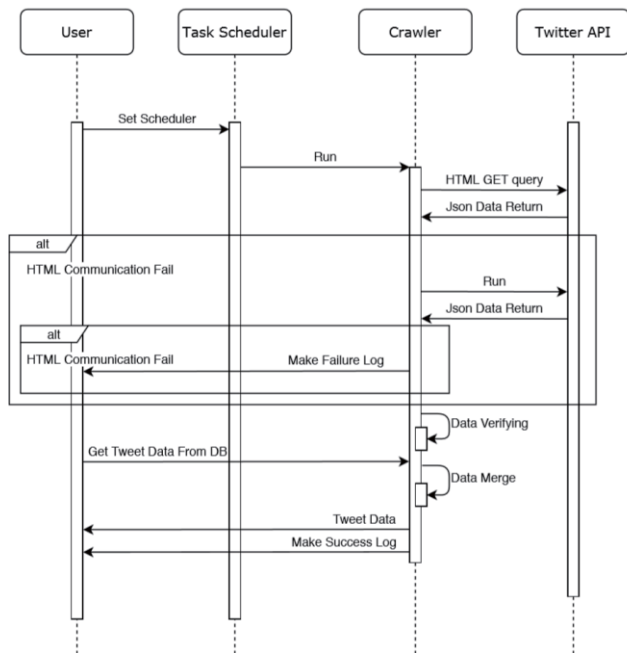 User
Task Scheduler
Crawler
Twitter API
Set Scheduler
Run
HTML GET query
Json Data Return
alt
HTML Communication Fail
Run
Json Data Return
alt
HTML Communication Fail
Make Failure Log
Data Verifying
Get Tweet Data From DB
Data Merge
Tweet Data
Make Success Log